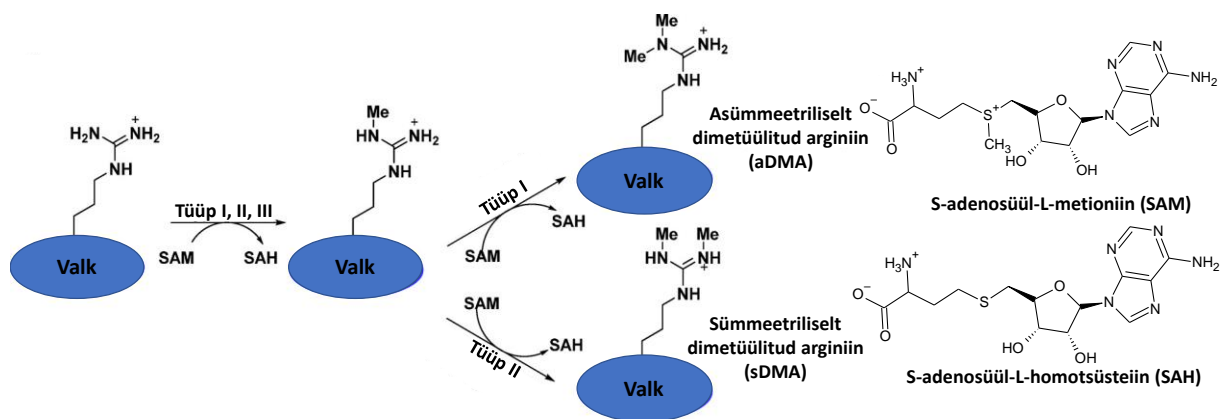 H₂N NH₂ +
NH
Valk
Tüüp I, II, III
SAM SAH
Me
HN NH₂ +
NH
Valk
Tüüp I
SAM SAH
SAM
SAH
Tüüp II
Me
Me N NH₂ +
NH
Valk
Asümmeetriliselt
dimetüülitud arginiin
(aDMA)
Me Me
HN NH +
NH
Valk
Sümmeetriliselt
dimetüülitud arginiin
(sDMA)
H₃N+
O− O
S+
CH₃
O
HO OH
N N N N
NH₂
S-adenosüül-L-metioniin (SAM)
H₃N+
O− O
S
O
HO OH
N N N N
NH₂
S-adenosüül-L-homotsüsteiin (SAH)